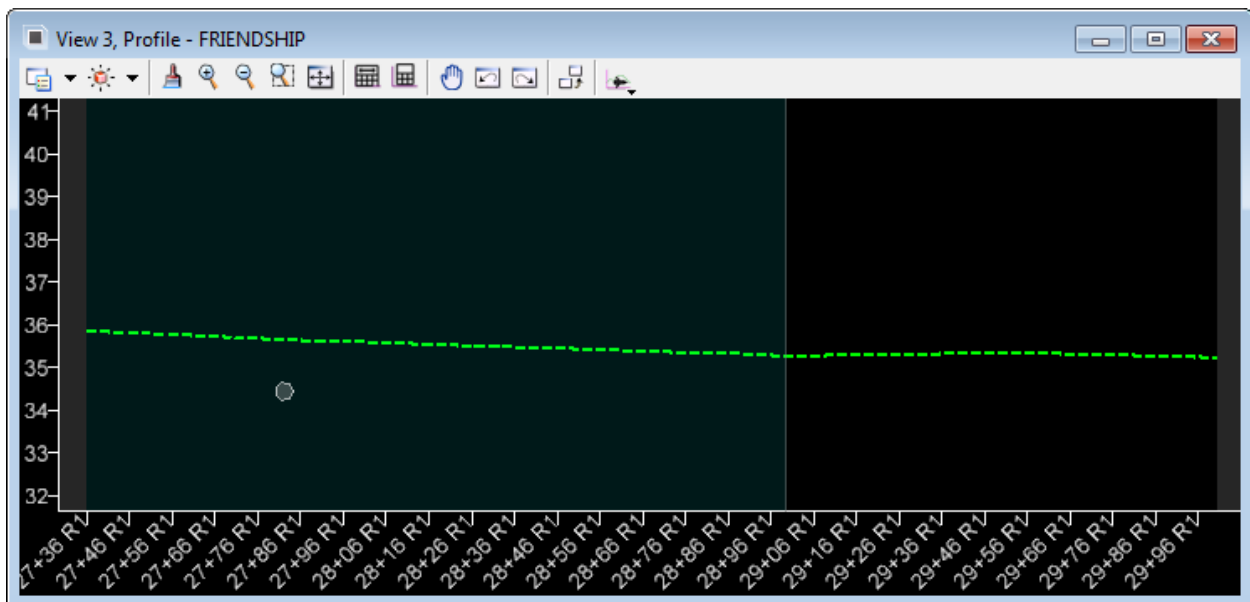 View 3, Profile - FRIENDSHIP
41
40
39
38
37
36
35
34
33
32
27+36 R1
27+46 R1
27+56 R1
27+66 R1
27+76 R1
27+86 R1
27+96 R1
28+06 R1
28+16 R1
28+26 R1
28+36 R1
28+46 R1
28+56 R1
28+66 R1
28+76 R1
28+86 R1
28+96 R1
29+06 R1
29+16 R1
29+26 R1
29+36 R1
29+46 R1
29+56 R1
29+66 R1
29+76 R1
29+86 R1
29+96 R1